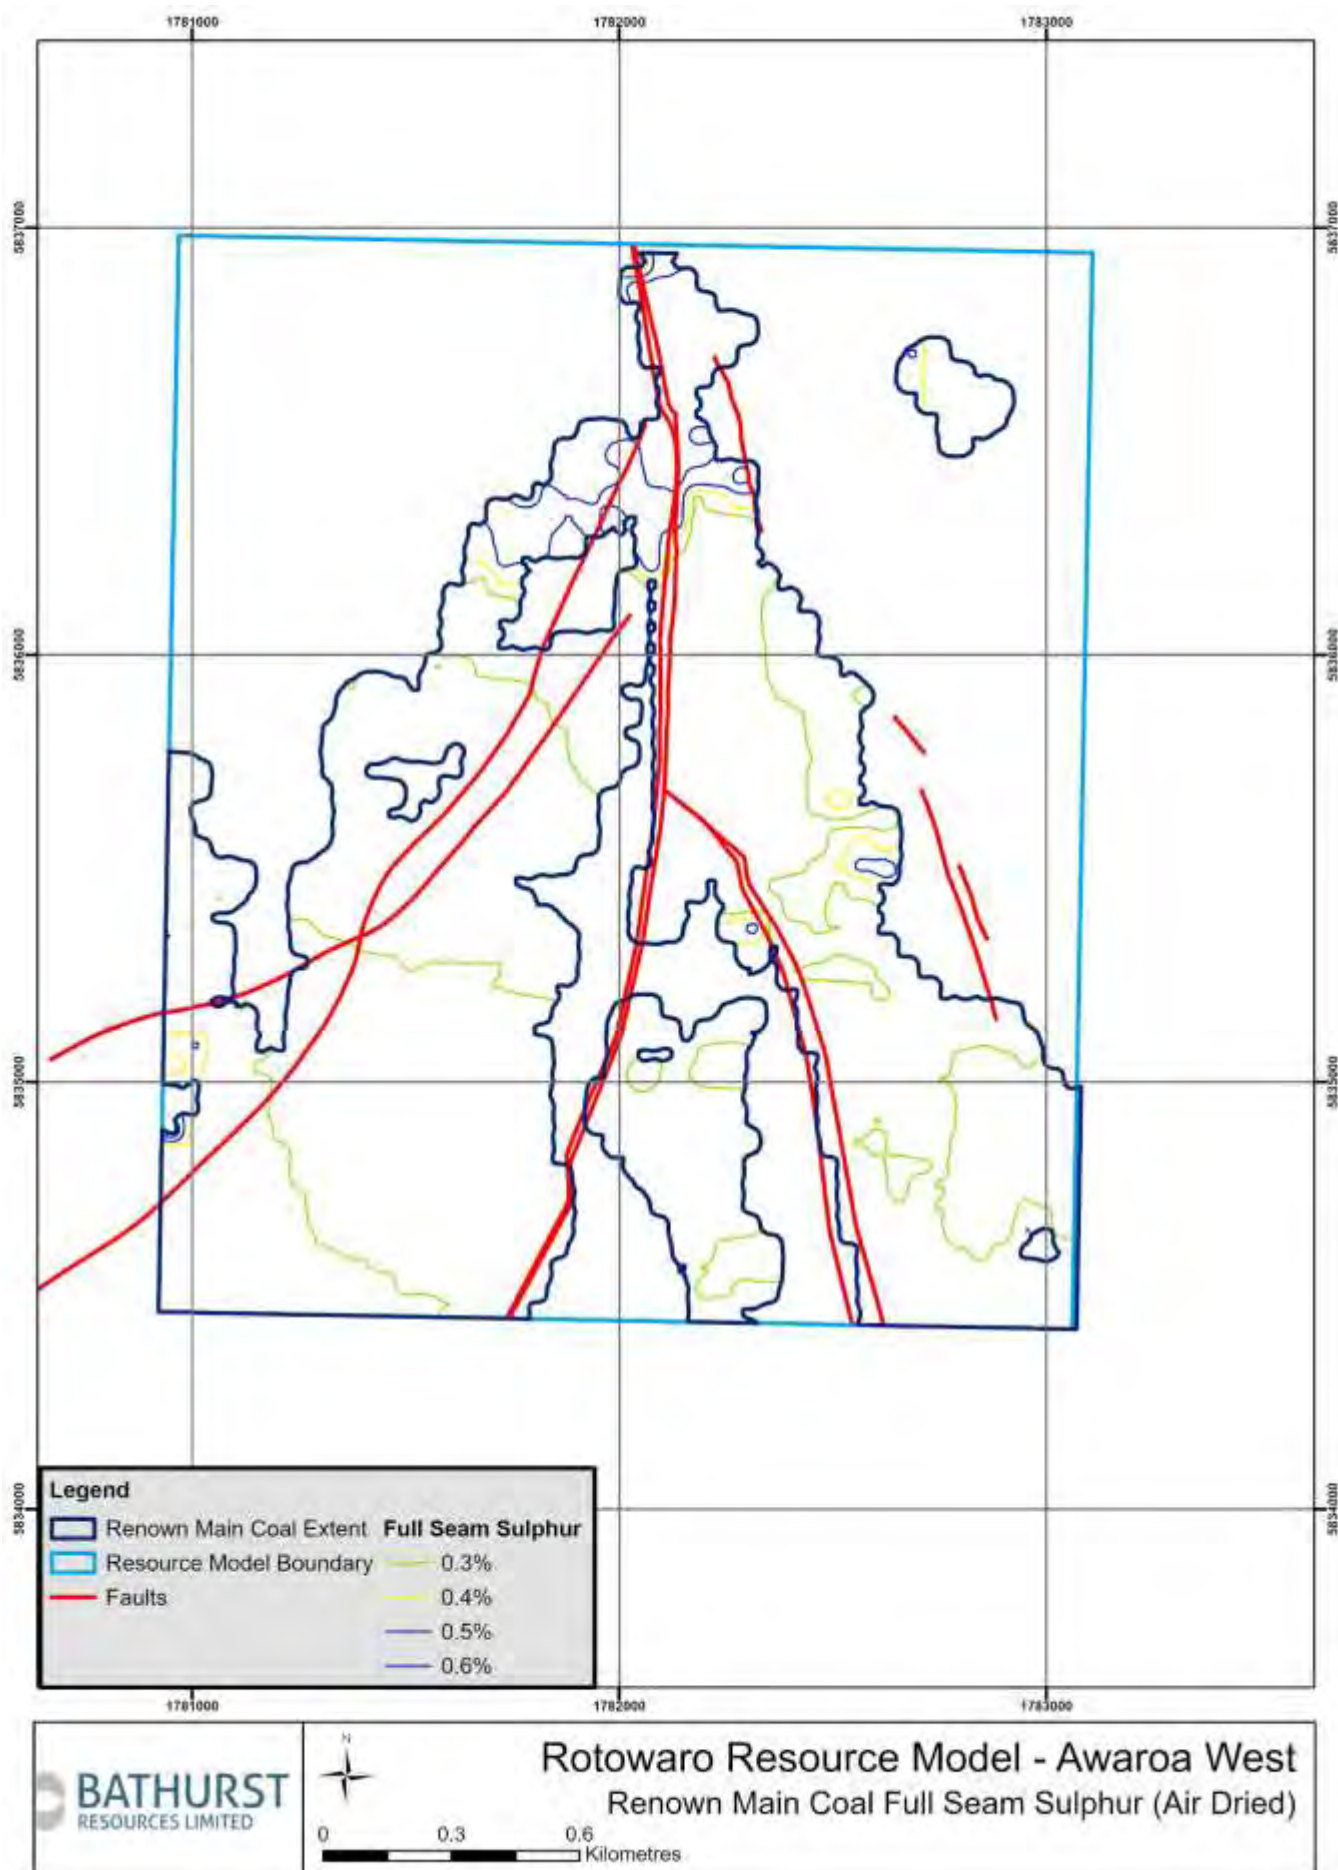 1781000 1782000 1783000
5837000 5837000
5836000 5836000
5835000 5835000
5834000 5834000
Legend
Renown Main Coal Extent
Resource Model Boundary
Faults
Full Seam Sulphur
0.3%
0.4%
0.5%
0.6%
1781000 1782000 1783000
BATHURST
RESOURCES LIMITED
N
0 0.3 0.6
Kilometres
Rotowaro Resource Model - Awaroa West
Renown Main Coal Full Seam Sulphur (Air Dried)